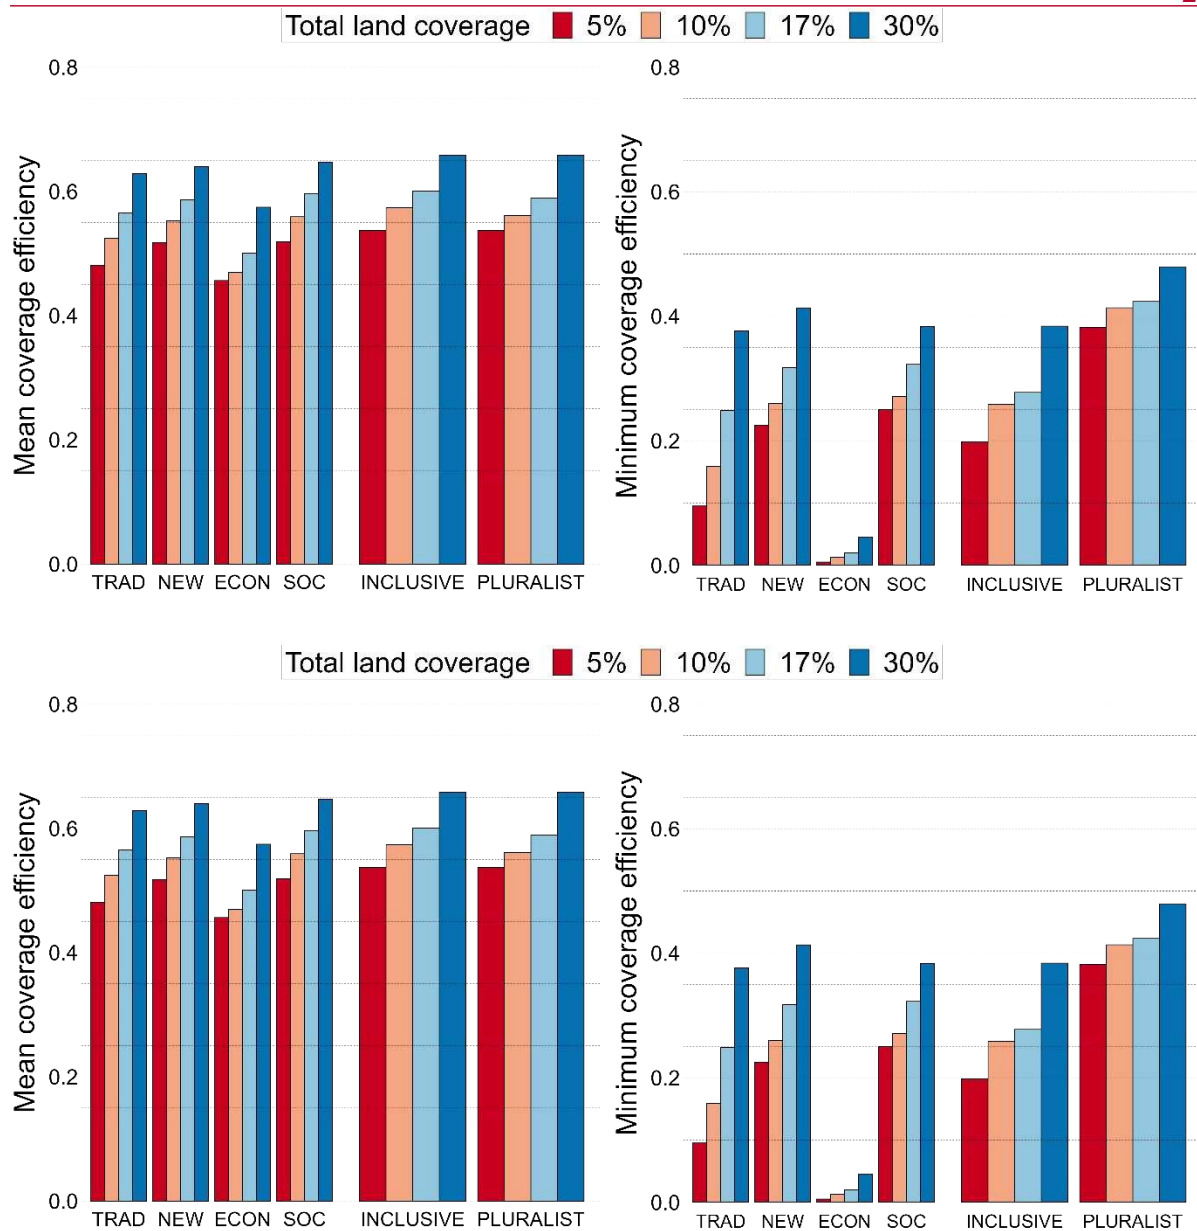 Total land coverage 5% 10% 17% 30%
Mean coverage efficiency
0.8
0.6
0.4
0.2
0.0
TRAD NEW ECON SOC INCLUSIVE PLURALIST
Minimum coverage efficiency
0.8
0.6
0.4
0.2
0.0
TRAD NEW ECON SOC INCLUSIVE PLURALIST
Total land coverage 5% 10% 17% 30%
Mean coverage efficiency
0.8
0.6
0.4
0.2
0.0
TRAD NEW ECON SOC INCLUSIVE PLURALIST
Minimum coverage efficiency
0.8
0.6
0.4
0.2
0.0
TRAD NEW ECON SOC INCLUSIVE PLURALIST